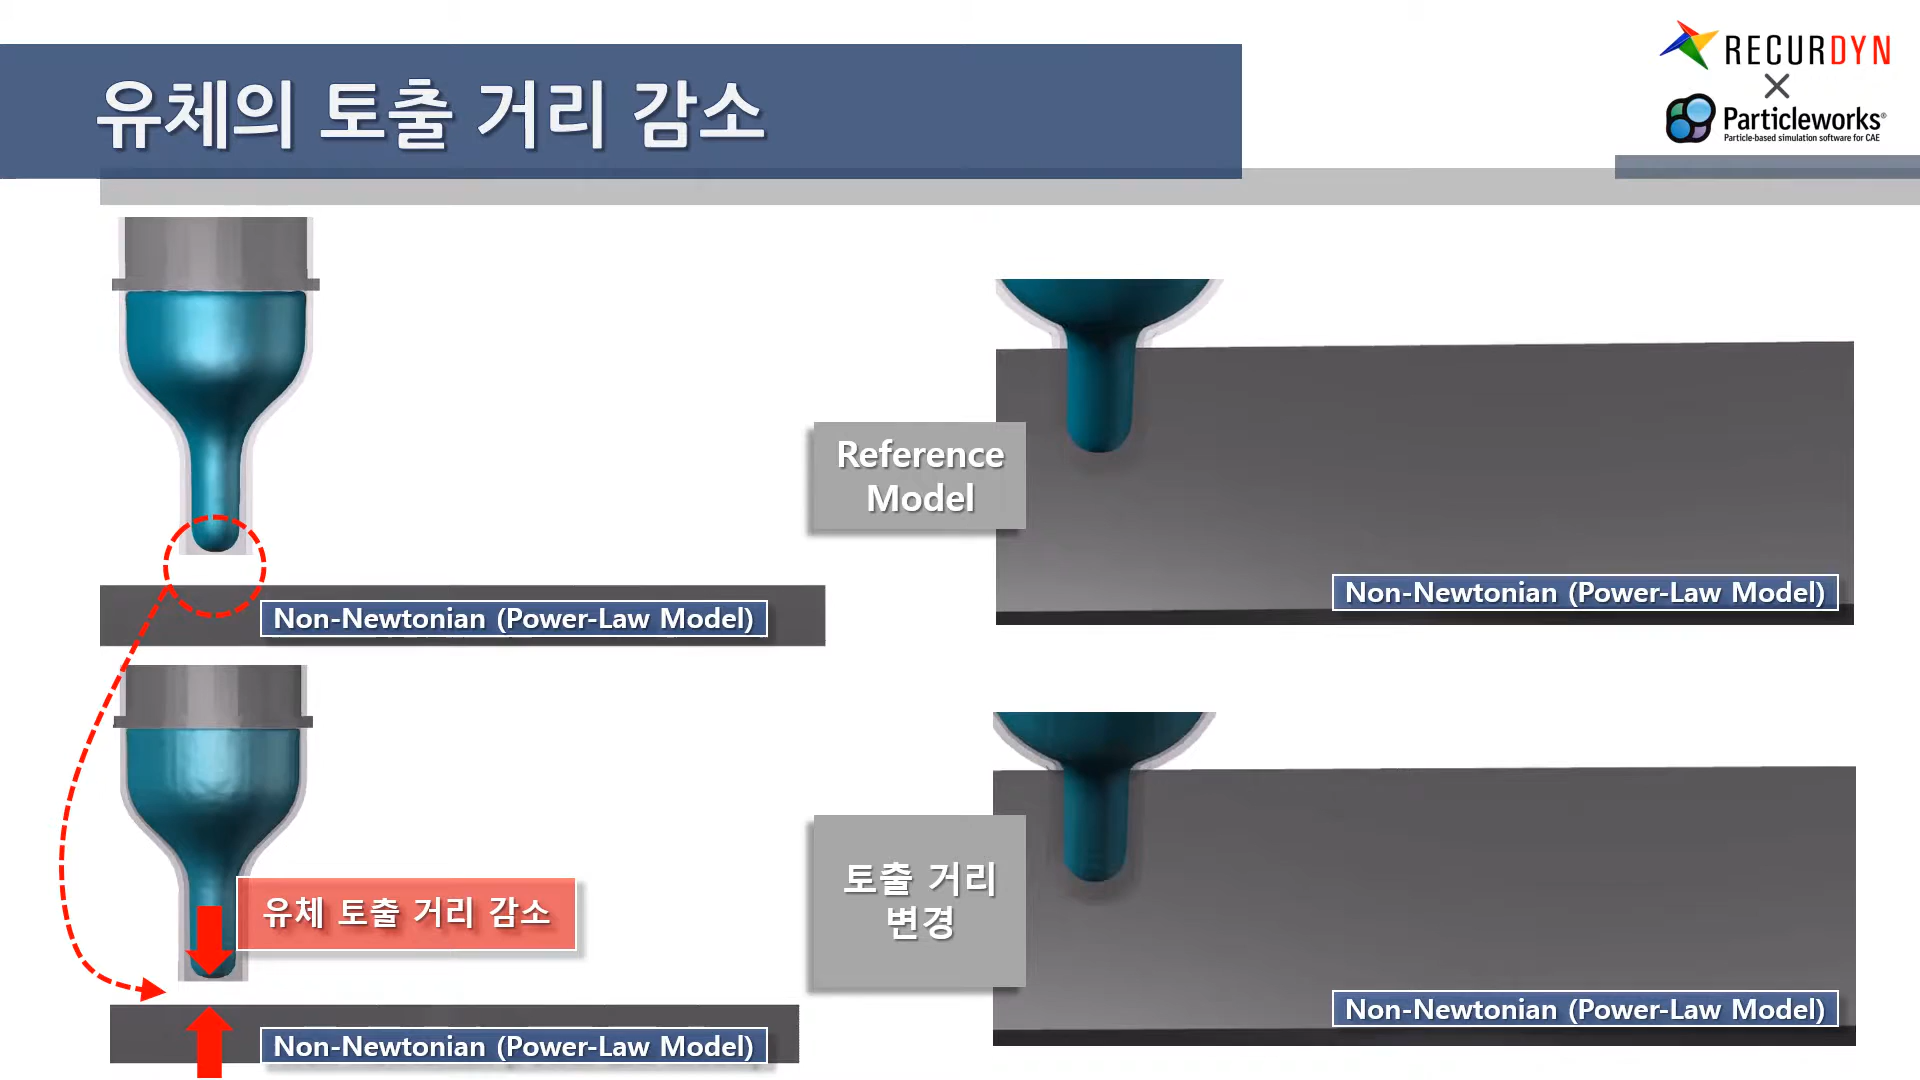 유체의 토출 거리 감소
RECURDYN
×
Particleworks®
Particle-based simulation software for CAE
Reference
Model
Non-Newtonian (Power-Law Model)
Non-Newtonian (Power-Law Model)
유체 토출 거리 감소
토출 거리
변경
Non-Newtonian (Power-Law Model)
Non-Newtonian (Power-Law Model)